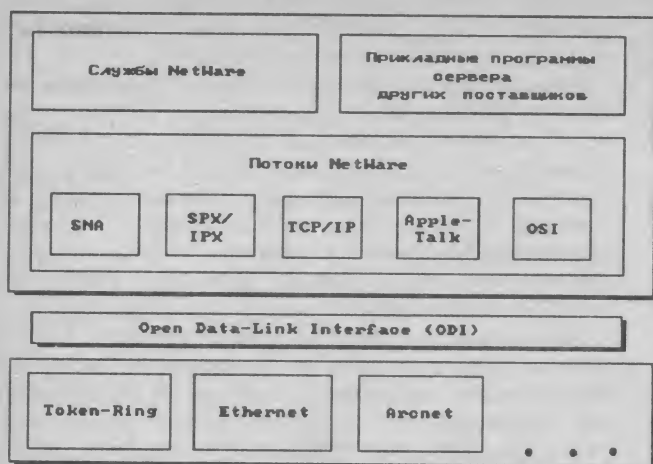 Службы NetWare
Прикладные программы
сервера
других поставщиков
Потоки NetWare
SNA
SPX/
IPX
TCP/IP
Apple-
Talk
OSI
Open Data-Link Interface (ODI)
Token-Ring
Ethernet
Arcnet
. . .